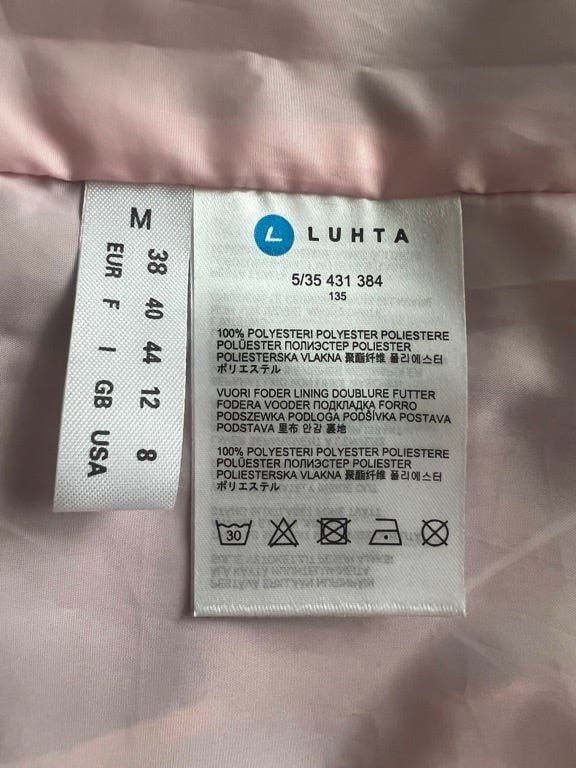 M
38 40 44 12 8
EUR F I GB USA
LUHTA
5/35 431 384
135
100% POLYESTERI POLYESTER POLIESTERE
POLÜESTER ПОЛИЭСТЕР POLIESTER
POLIESTERSKA VLAKNA 聚酯纤维 폴리에스터
ポリエステル
VUORI FODER LINING DOUBLURE FUTTER
FODERA VOODER ПОДКЛАДКА FORRO
PODSZEWKA PODLOGA PODŠÍVKA POSTAVA
PODSTAVA 里布 안감 裏地
100% POLYESTERI POLYESTER POLIESTERE
POLÜESTER ПОЛИЭСТЕР POLIESTER
POLIESTERSKA VLAKNA 聚酯纤维 폴리에스터
ポリエステル
30